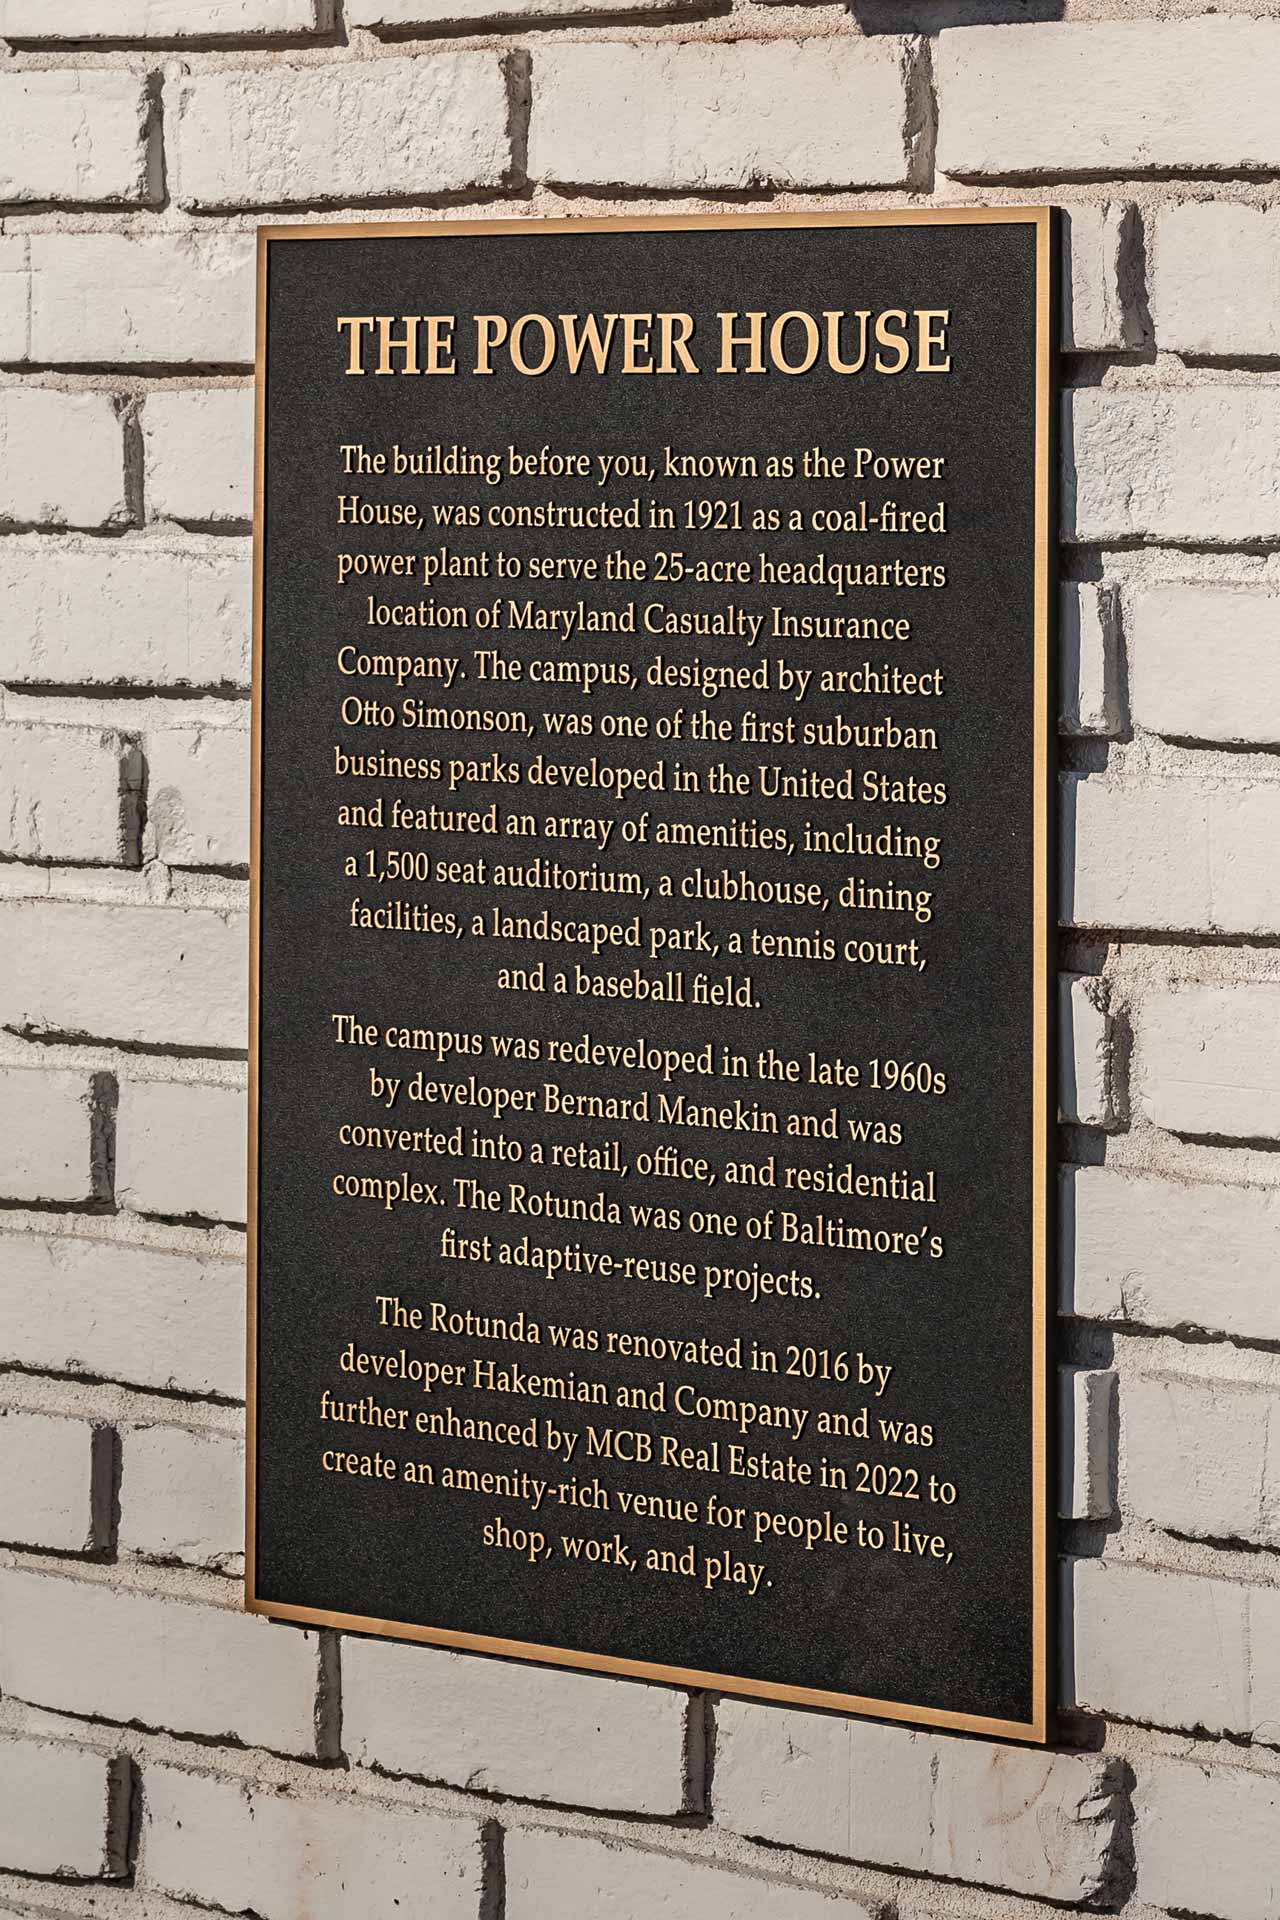 THE POWER HOUSE
The building before you, known as the Power
House, was constructed in 1921 as a coal-fired
power plant to serve the 25-acre headquarters
location of Maryland Casualty Insurance
Company. The campus, designed by architect
Otto Simonson, was one of the first suburban
business parks developed in the United States
and featured an array of amenities, including
a 1,500 seat auditorium, a clubhouse, dining
facilities, a landscaped park, a tennis court,
and a baseball field.
The campus was redeveloped in the late 1960s
by developer Bernard Manekin and was
converted into a retail, office, and residential
complex. The Rotunda was one of Baltimore's
first adaptive-reuse projects.
The Rotunda was renovated in 2016 by
developer Hakemian and Company and was
further enhanced by MCB Real Estate in 2022 to
create an amenity-rich venue for people to live,
shop, work, and play.